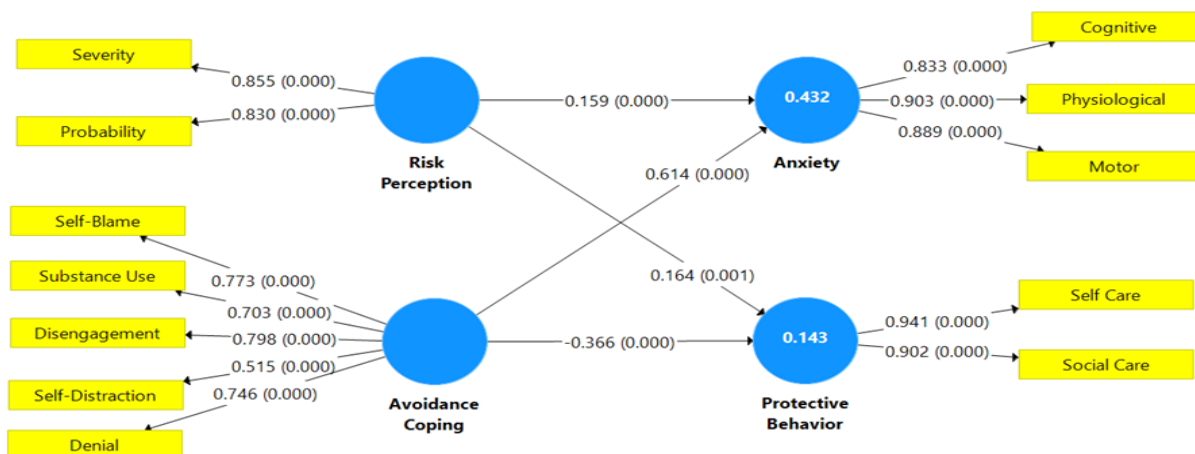 Severity
0.855 (0.000)
0.830 (0.000)
Probability
Risk
Perception
0.159 (0.000)
0.432
Anxiety
Cognitive
0.833 (0.000)
0.903 (0.000)
Physiological
0.889 (0.000)
Motor
0.614 (0.000)
0.164 (0.001)
Self-Blame
0.773 (0.000)
Substance Use
0.703 (0.000)
Disengagement
0.798 (0.000)
0.515 (0.000)
Self-Distraction
0.746 (0.000)
Denial
Avoidance
Coping
-0.366 (0.000)
0.143
Protective
Behavior
Self Care
0.941 (0.000)
0.902 (0.000)
Social Care